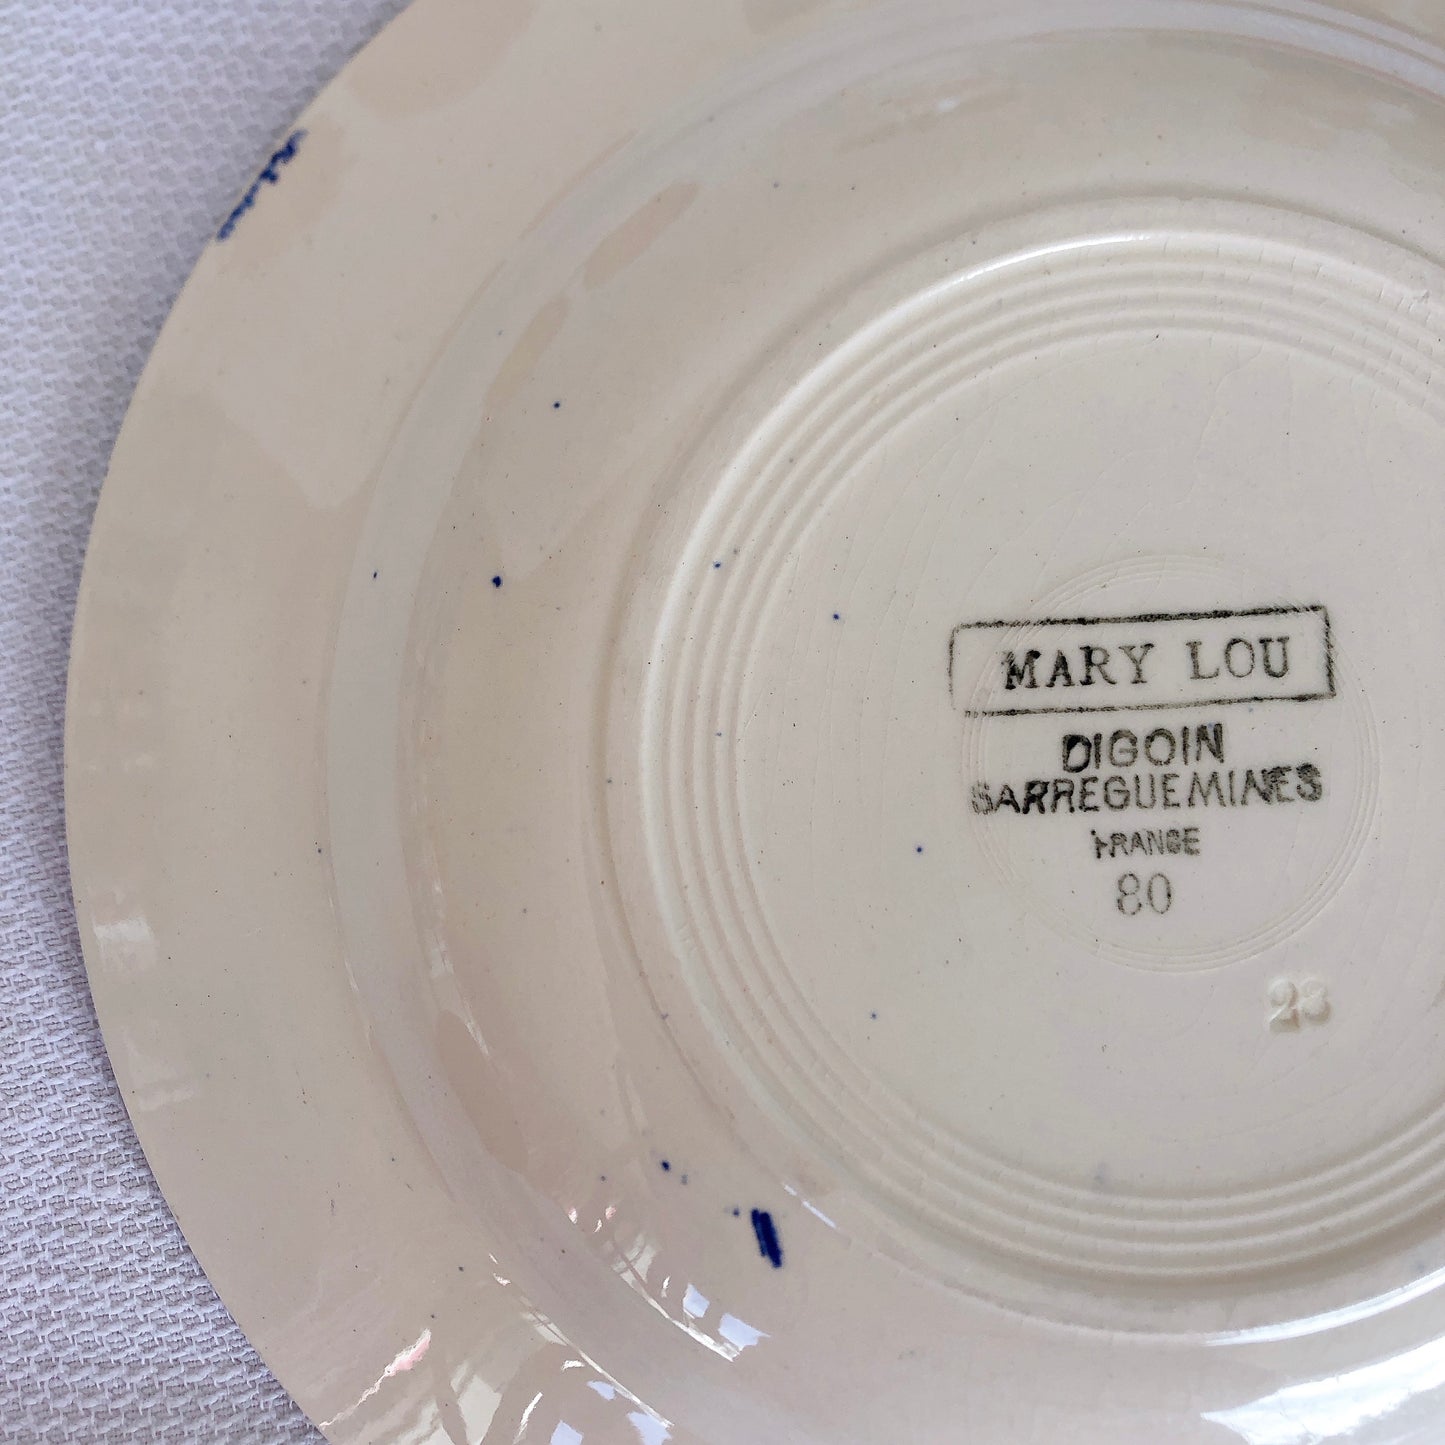 MARY LOU
DIGOIN
SARREGUEMINES
FRANCE
80
23